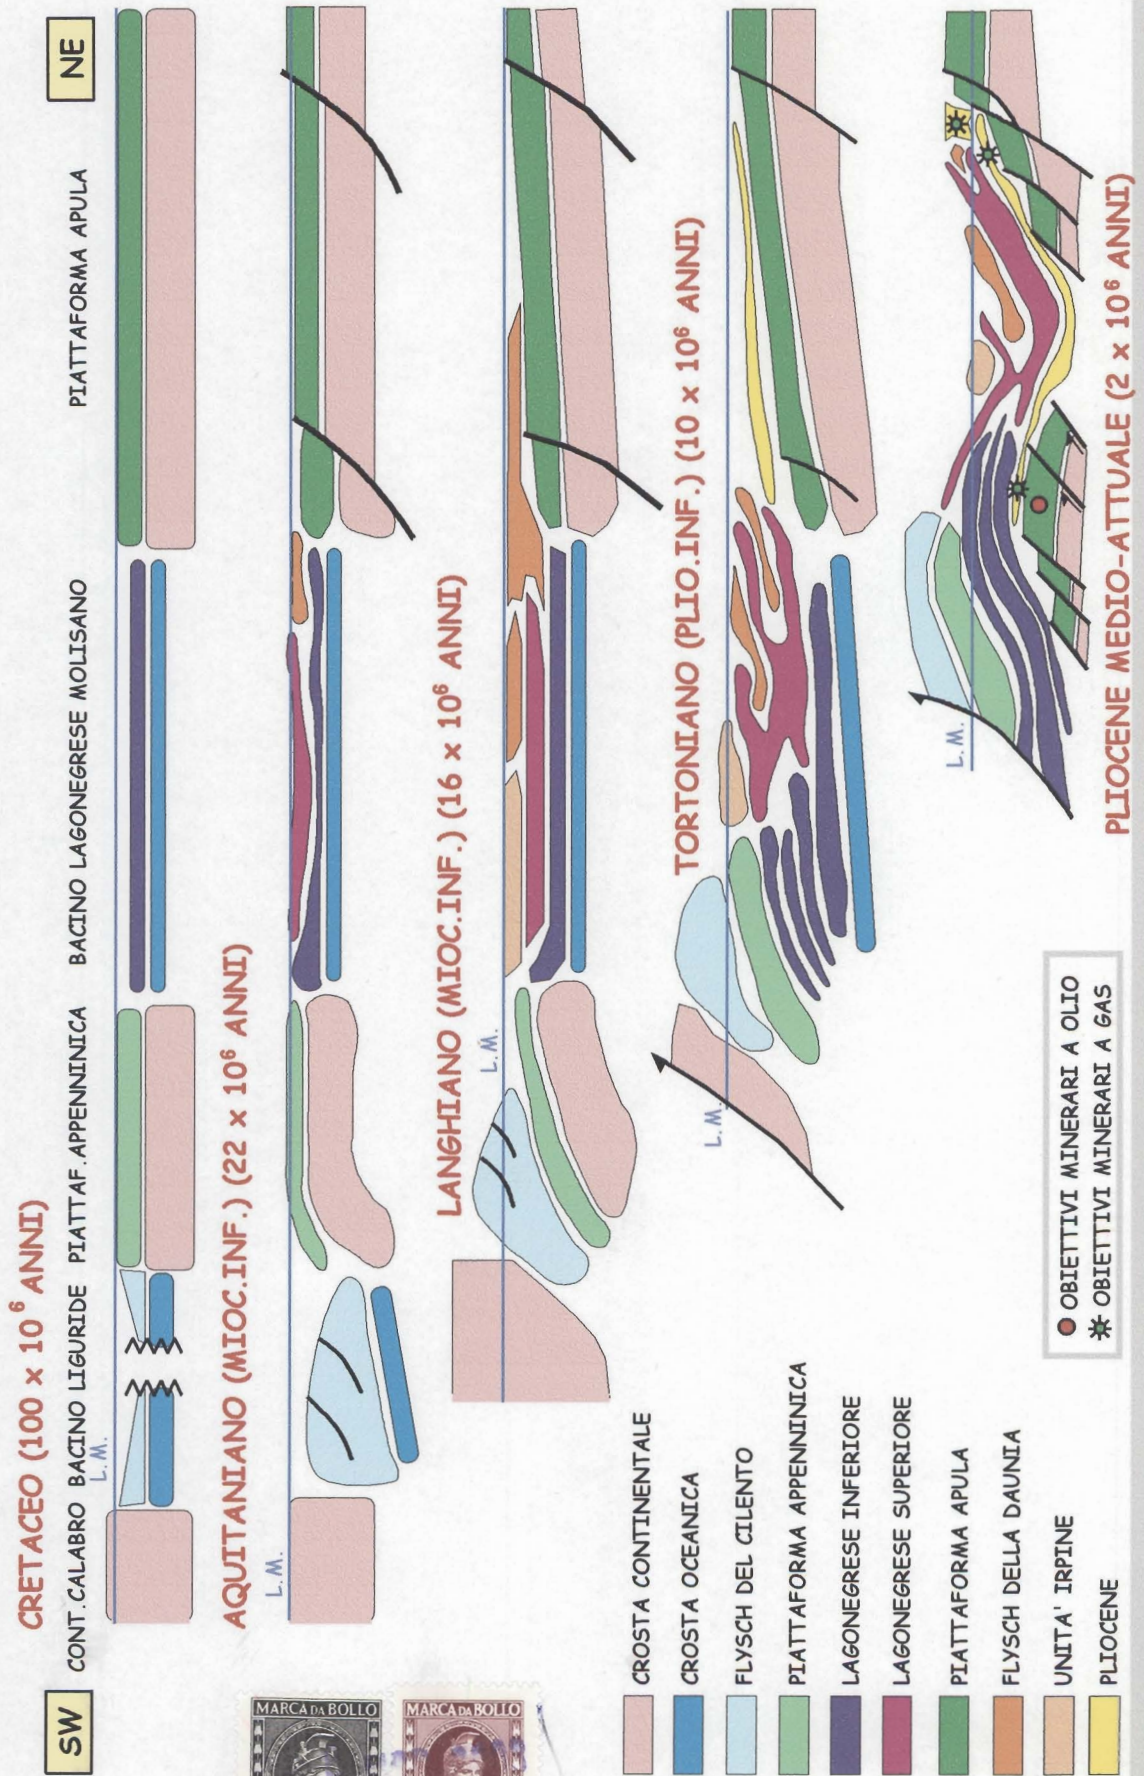 SW
NE
CRETACEO (100 x 10⁶ ANNI)
CONT.CALABRO BACINO LIGURIDE PIATTAF.APPENNINICA BACINO LAGONEGRESE MOLISANO PIATTAFORMA APULA
L.M.
AQUITANIANO (MIOC.INF.) (22 x 10⁶ ANNI)
L.M.
LANGHIANO (MIOC.INF.) (16 x 10⁶ ANNI)
L.M.
TORTONIANO (PLIO.INF.) (10 x 10⁶ ANNI)
L.M.
L.M.
PLIOCENE MEDIO-ATTUALE (2 x 10⁶ ANNI)
MARCA DA BOLLO
MARCA DA BOLLO
CROSTA CONTINENTALE
CROSTA OCEANICA
FLYSCH DEL CILENTO
PIATTAFORMA APPENNINICA
LAGONEGRESE INFERIORE
LAGONEGRESE SUPERIORE
PIATTAFORMA APULA
FLYSCH DELLA DAUNIA
UNITA' IRPINE
PLIOCENE
OBIETTIVI MINERARI A OLIO
OBIETTIVI MINERARI A GAS